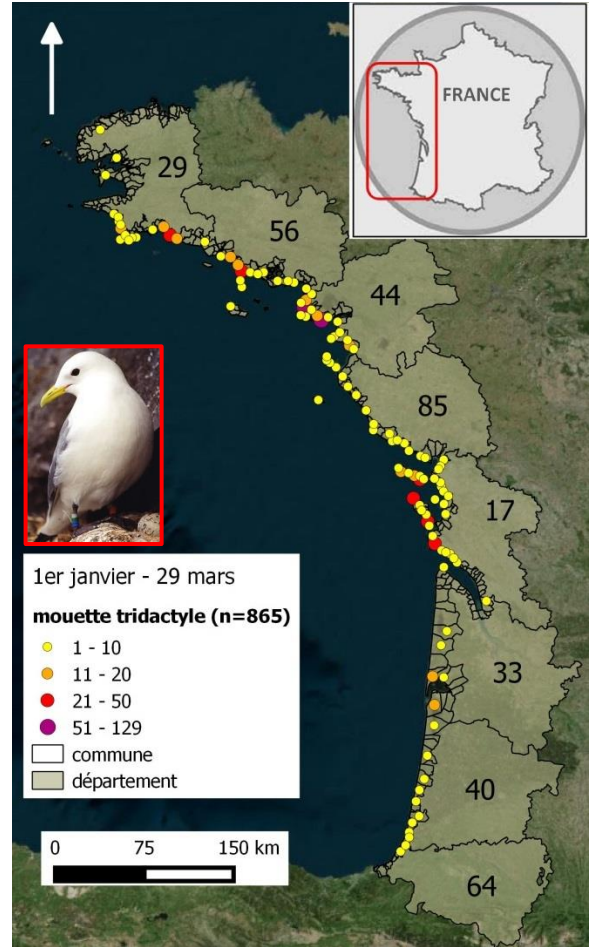 FRANCE
29
56
44
85
17
33
40
64
1er janvier - 29 mars
mouette tridactyle (n=865)
1 - 10
11 - 20
21 - 50
51 - 129
commune
département
0 75 150 km